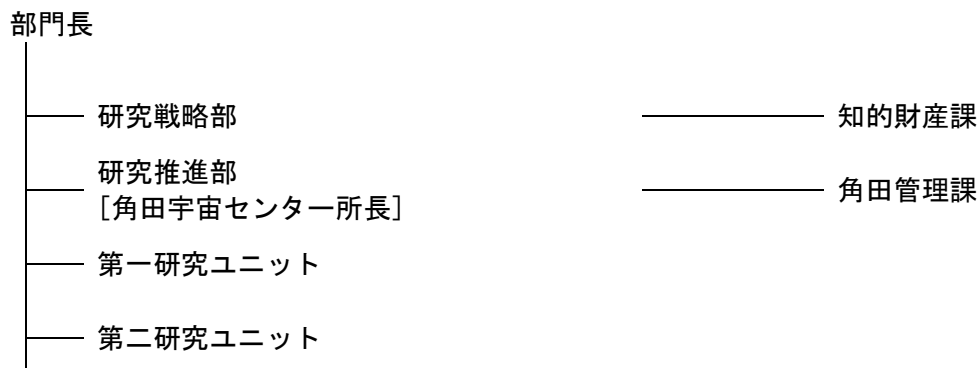 部門長
研究戦略部
知的財産課
研究推進部
[角田宇宙センター所長]
角田管理課
第一研究ユニット
第二研究ユニット